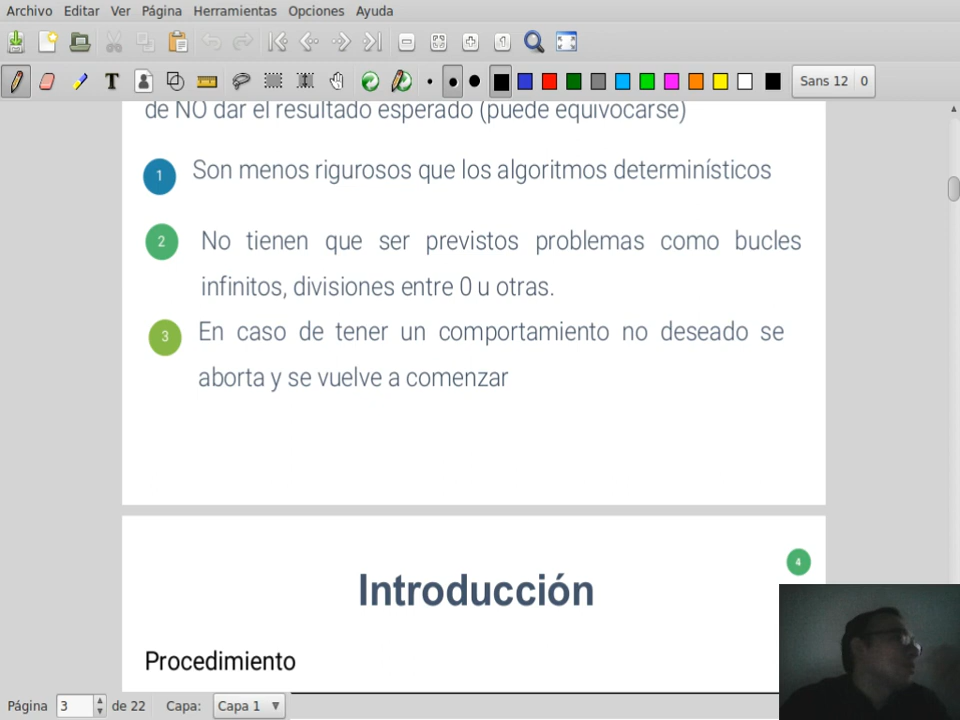 Archivo Editar Ver Página Herramientas Opciones Ayuda
T Sans 12 0
de NO dar el resultado esperado (puede equivocarse)
1 Son menos rigurosos que los algoritmos determinísticos
2 No tienen que ser previstos problemas como bucles
infinitos, divisiones entre 0 u otras.
3 En caso de tener un comportamiento no deseado se
aborta y se vuelve a comenzar
4
Introducción
Procedimiento
Página 3 de 22 Capa: Capa 1